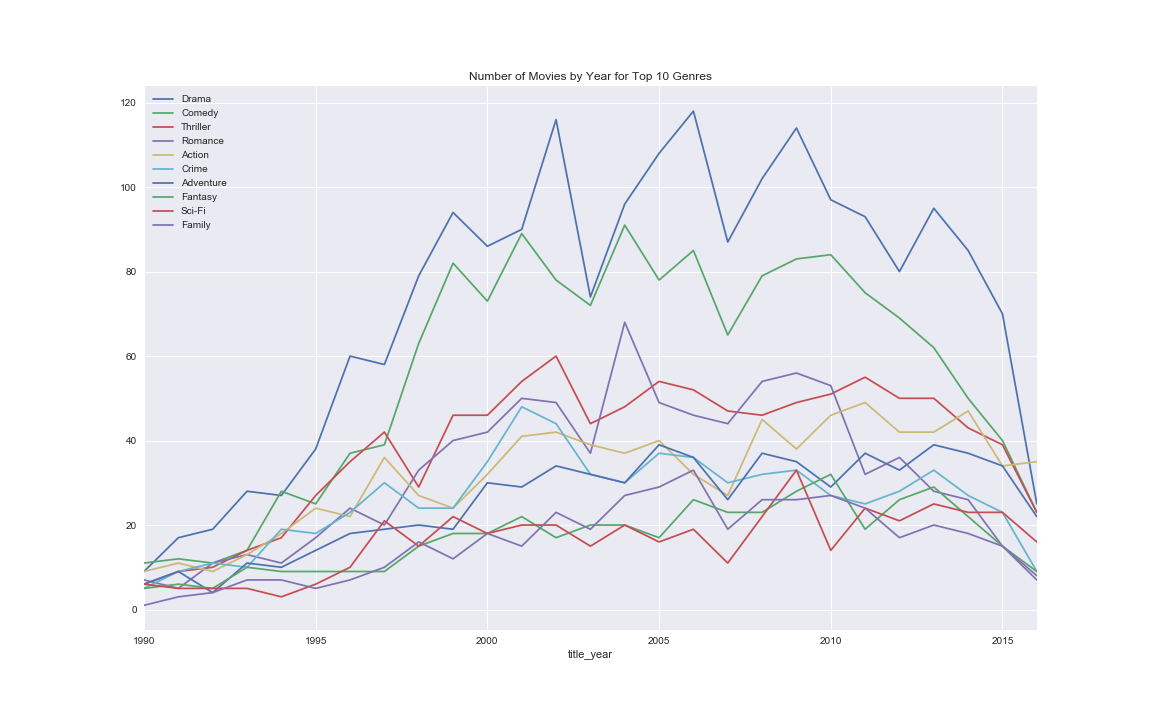 Number of Movies by Year for Top 10 Genres
120
100
80
60
40
20
0
Drama
Comedy
Thriller
Romance
Action
Crime
Adventure
Fantasy
Sci-Fi
Family
1990 1995 2000 2005 2010 2015
title_year